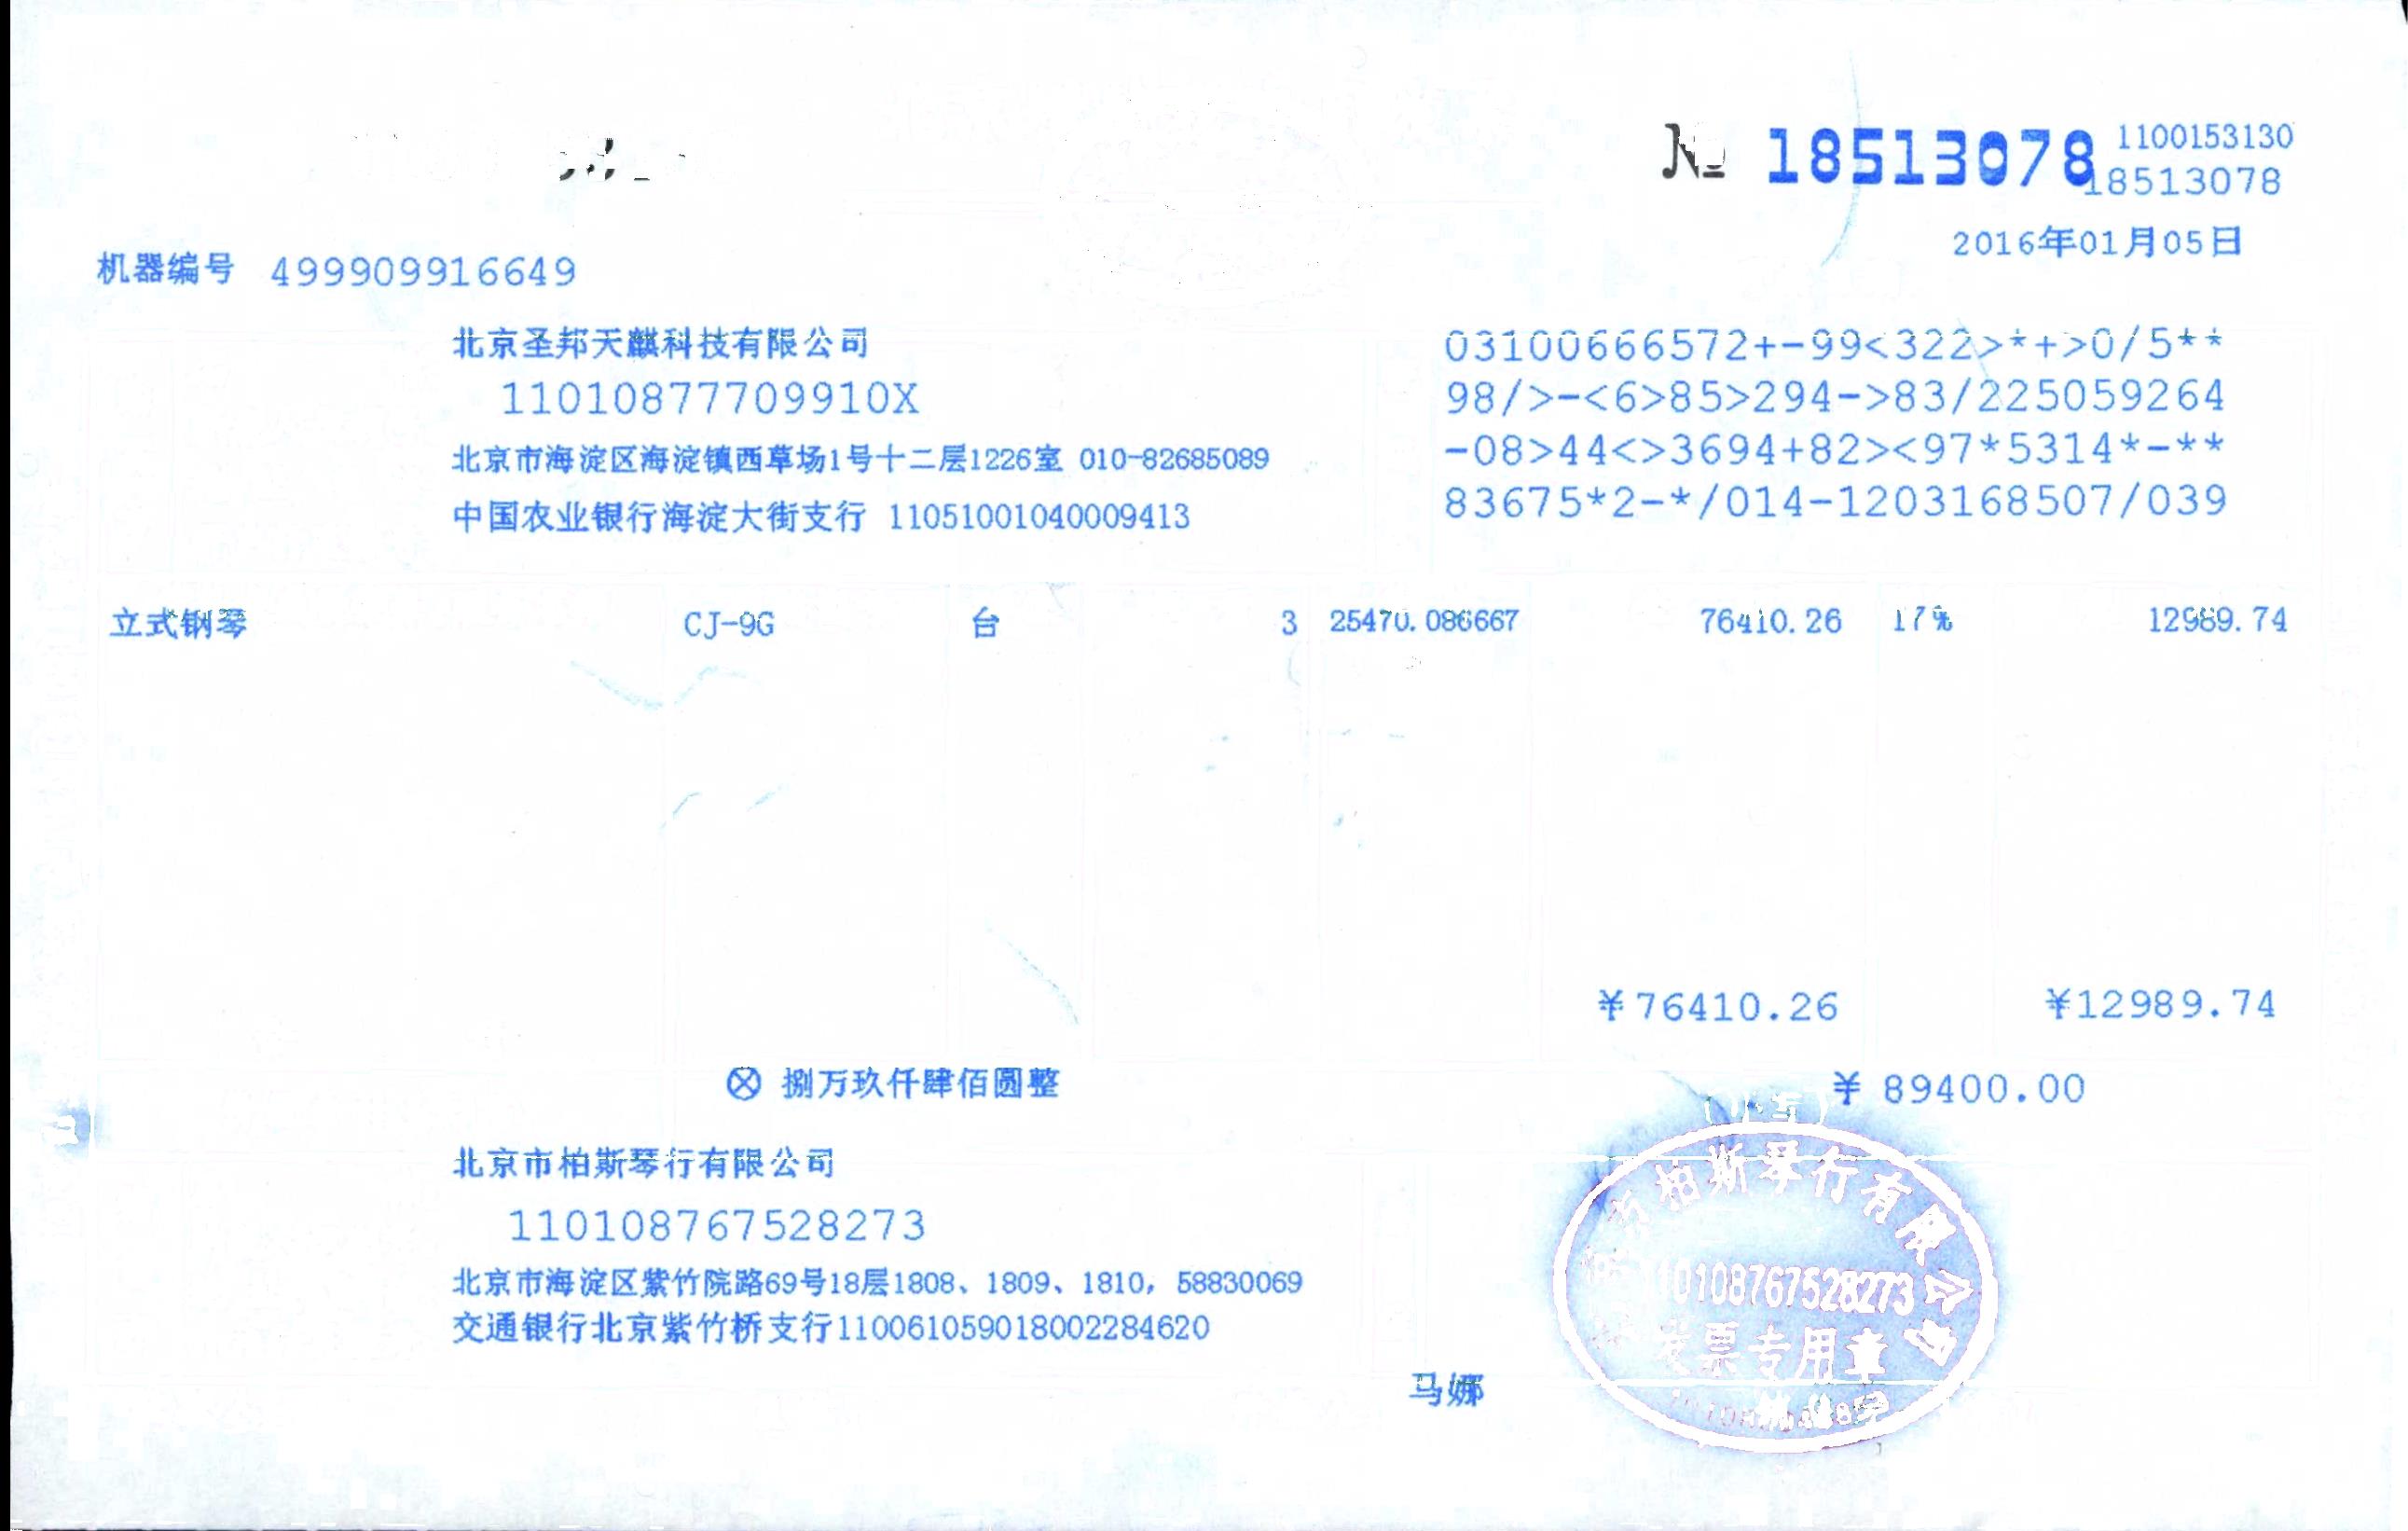 № 18513078 1100153130
18513078
2016年01月05日
机器编号 499909916649
北京圣邦天麒科技有限公司
11010877709910X
北京市海淀区海淀镇西草场1号十二层1226室 010-82685089
中国农业银行海淀大街支行 11051001040009413
03100666572+-99<322>*+>0/5**
98/>-<6>85>294->83/225059264
-08>44<>3694+82><97*5314*-**
83675*2-*/014-1203168507/039
立式钢琴 CJ-9G 台 3 25470.086667 76410.26 17% 12989.74
¥76410.26 ¥12989.74
ⓧ 捌万玖仟肆佰圆整 ¥ 89400.00
(小写)
北京市柏斯琴行有限公司
110108767528273
北京市海淀区紫竹院路69号18层1808、1809、1810, 58830069
交通银行北京紫竹桥支行110061059018002284620
马娜
市柏斯琴行有限公司
110108767528273
发票专用章